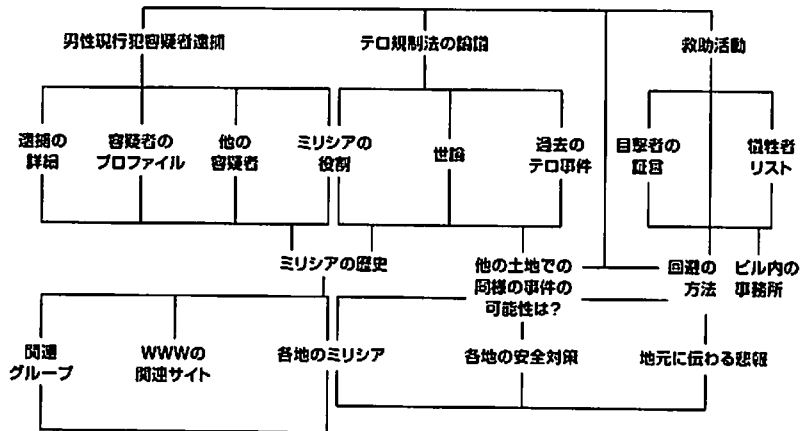 男性現行犯容疑者逮捕
テロ規制法の論議
救助活動
逮捕の
詳細
容疑者の
プロファイル
他の
容疑者
ミリシアの
役割
世論
過去の
テロ事件
目撃者の
証言
犠牲者
リスト
ミリシアの歴史
他の土地での
同様の事件の
可能性は?
回避の
方法
ビル内の
事務所
関連
グループ
WWWの
関連サイト
各地のミリシア
各地の安全対策
地元に伝わる悲報